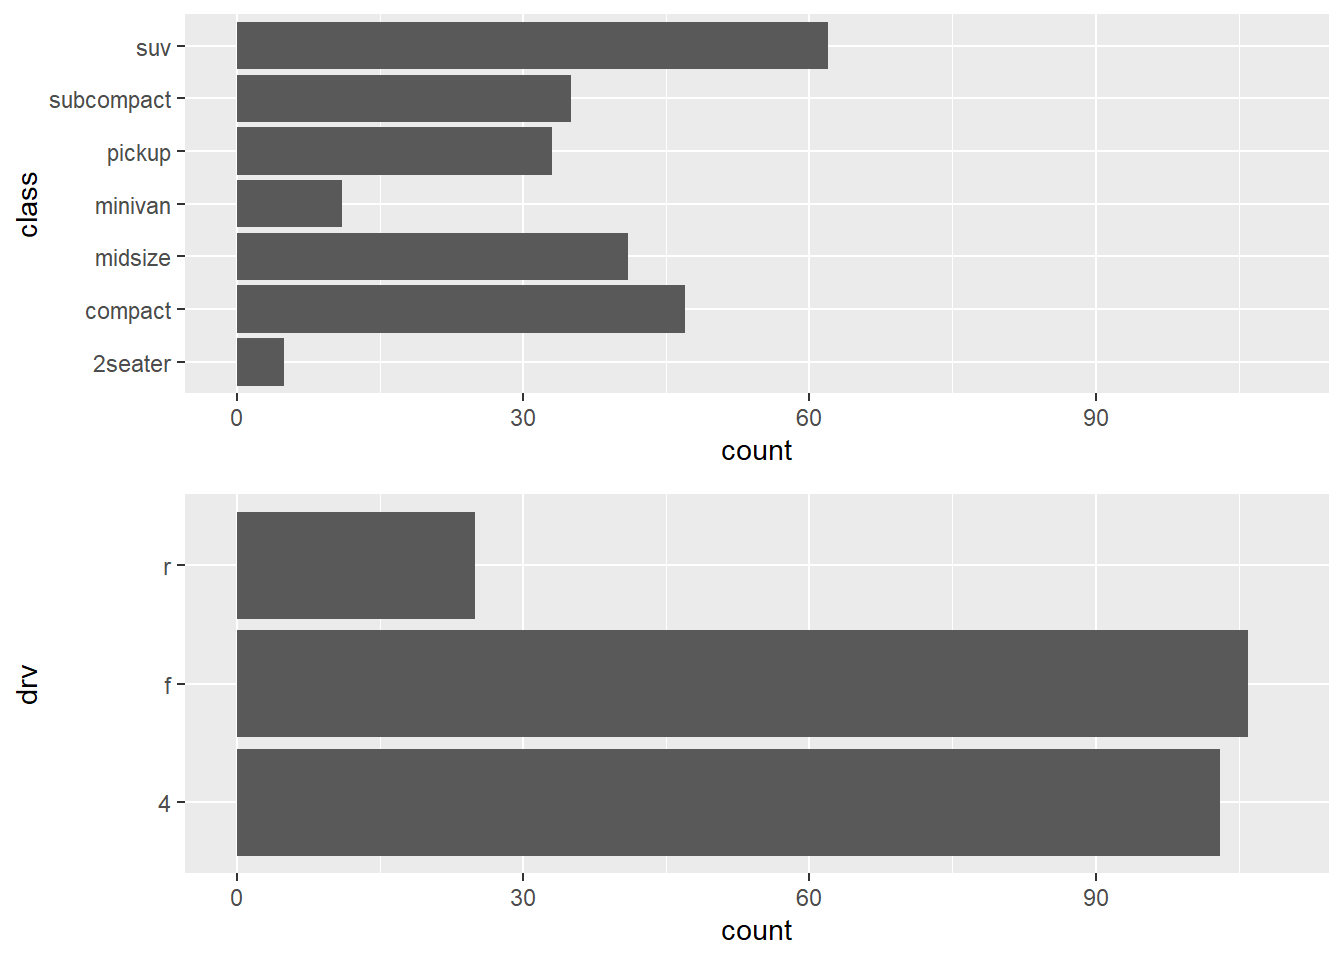 suv
subcompact
pickup
minivan
midsize
compact
2seater
class
0 30 60 90
count
r
f
4
drv
0 30 60 90
count